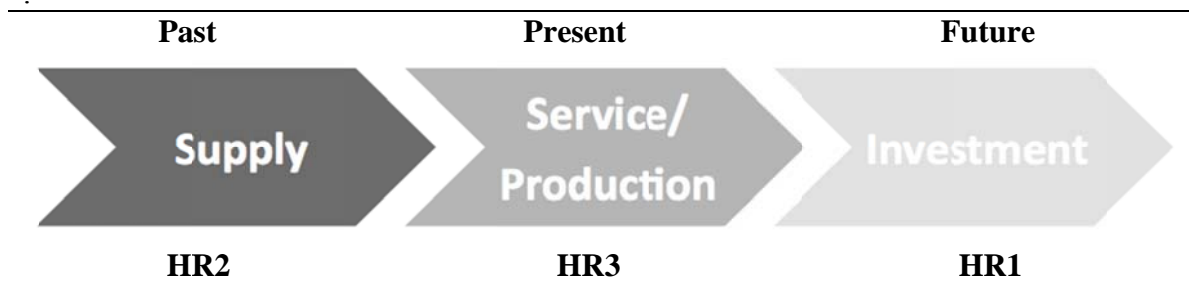 Past Present Future
Supply
Service/
Production
Investment
HR2 HR3 HR1